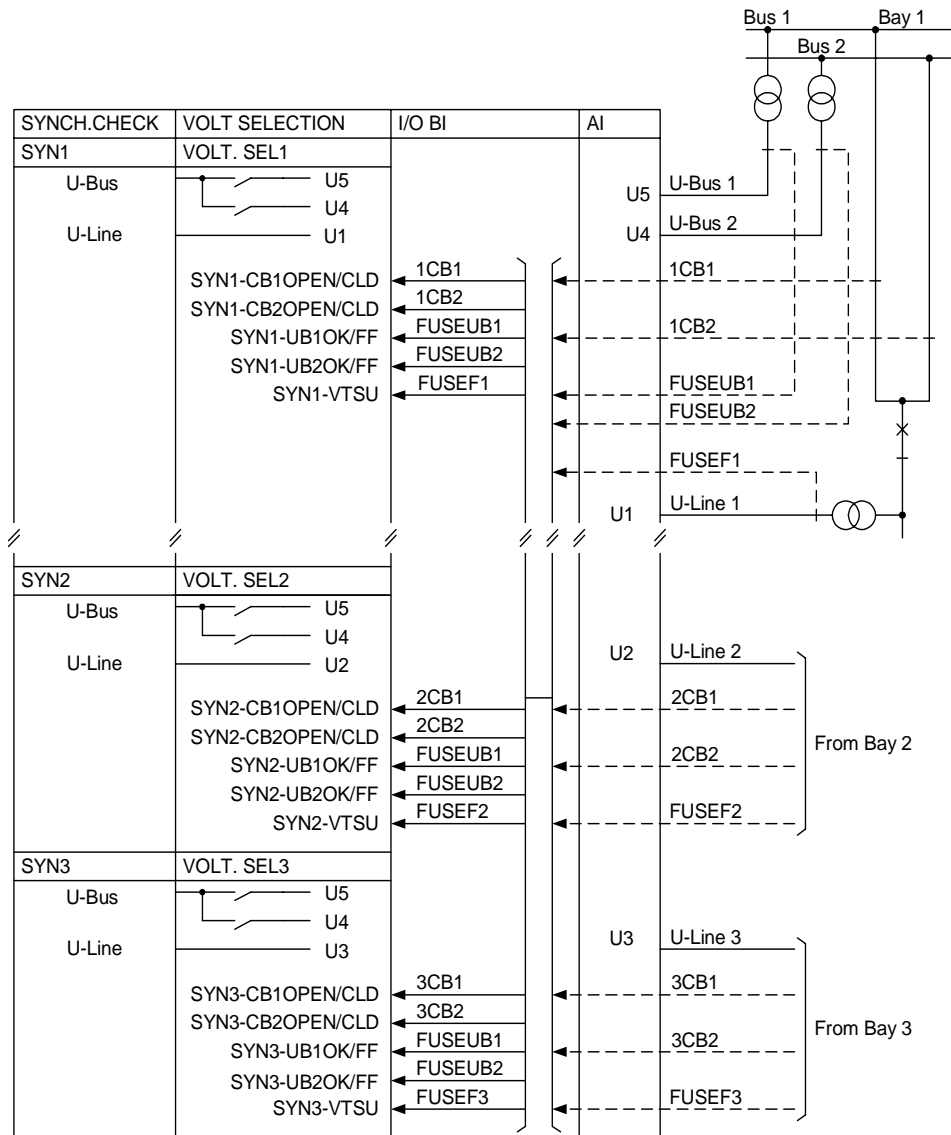 Bus 1 Bay 1
Bus 2
SYNCH.CHECK VOLT SELECTION I/O BI AI
SYN1 VOLT. SEL1
U-Bus U5 U5 U-Bus 1
U4 U4 U-Bus 2
U-Line U1
SYN1-CB1OPEN/CLD 1CB1 1CB1
SYN1-CB2OPEN/CLD 1CB2
SYN1-UB1OK/FF FUSEUB1 1CB2
SYN1-UB2OK/FF FUSEUB2
SYN1-VTSU FUSEF1 FUSEUB1
FUSEUB2
FUSEF1
U1 U-Line 1
SYN2 VOLT. SEL2
U-Bus U5
U4
U-Line U2 U2 U-Line 2
SYN2-CB1OPEN/CLD 2CB1 2CB1
SYN2-CB2OPEN/CLD 2CB2
From Bay 2
SYN2-UB1OK/FF FUSEUB1 2CB2
SYN2-UB2OK/FF FUSEUB2
SYN2-VTSU FUSEF2 FUSEF2
SYN3 VOLT. SEL3
U-Bus U5
U4
U-Line U3 U3 U-Line 3
SYN3-CB1OPEN/CLD 3CB1 3CB1
SYN3-CB2OPEN/CLD 3CB2
From Bay 3
SYN3-UB1OK/FF FUSEUB1 3CB2
SYN3-UB2OK/FF FUSEUB2
SYN3-VTSU FUSEF3 FUSEF3